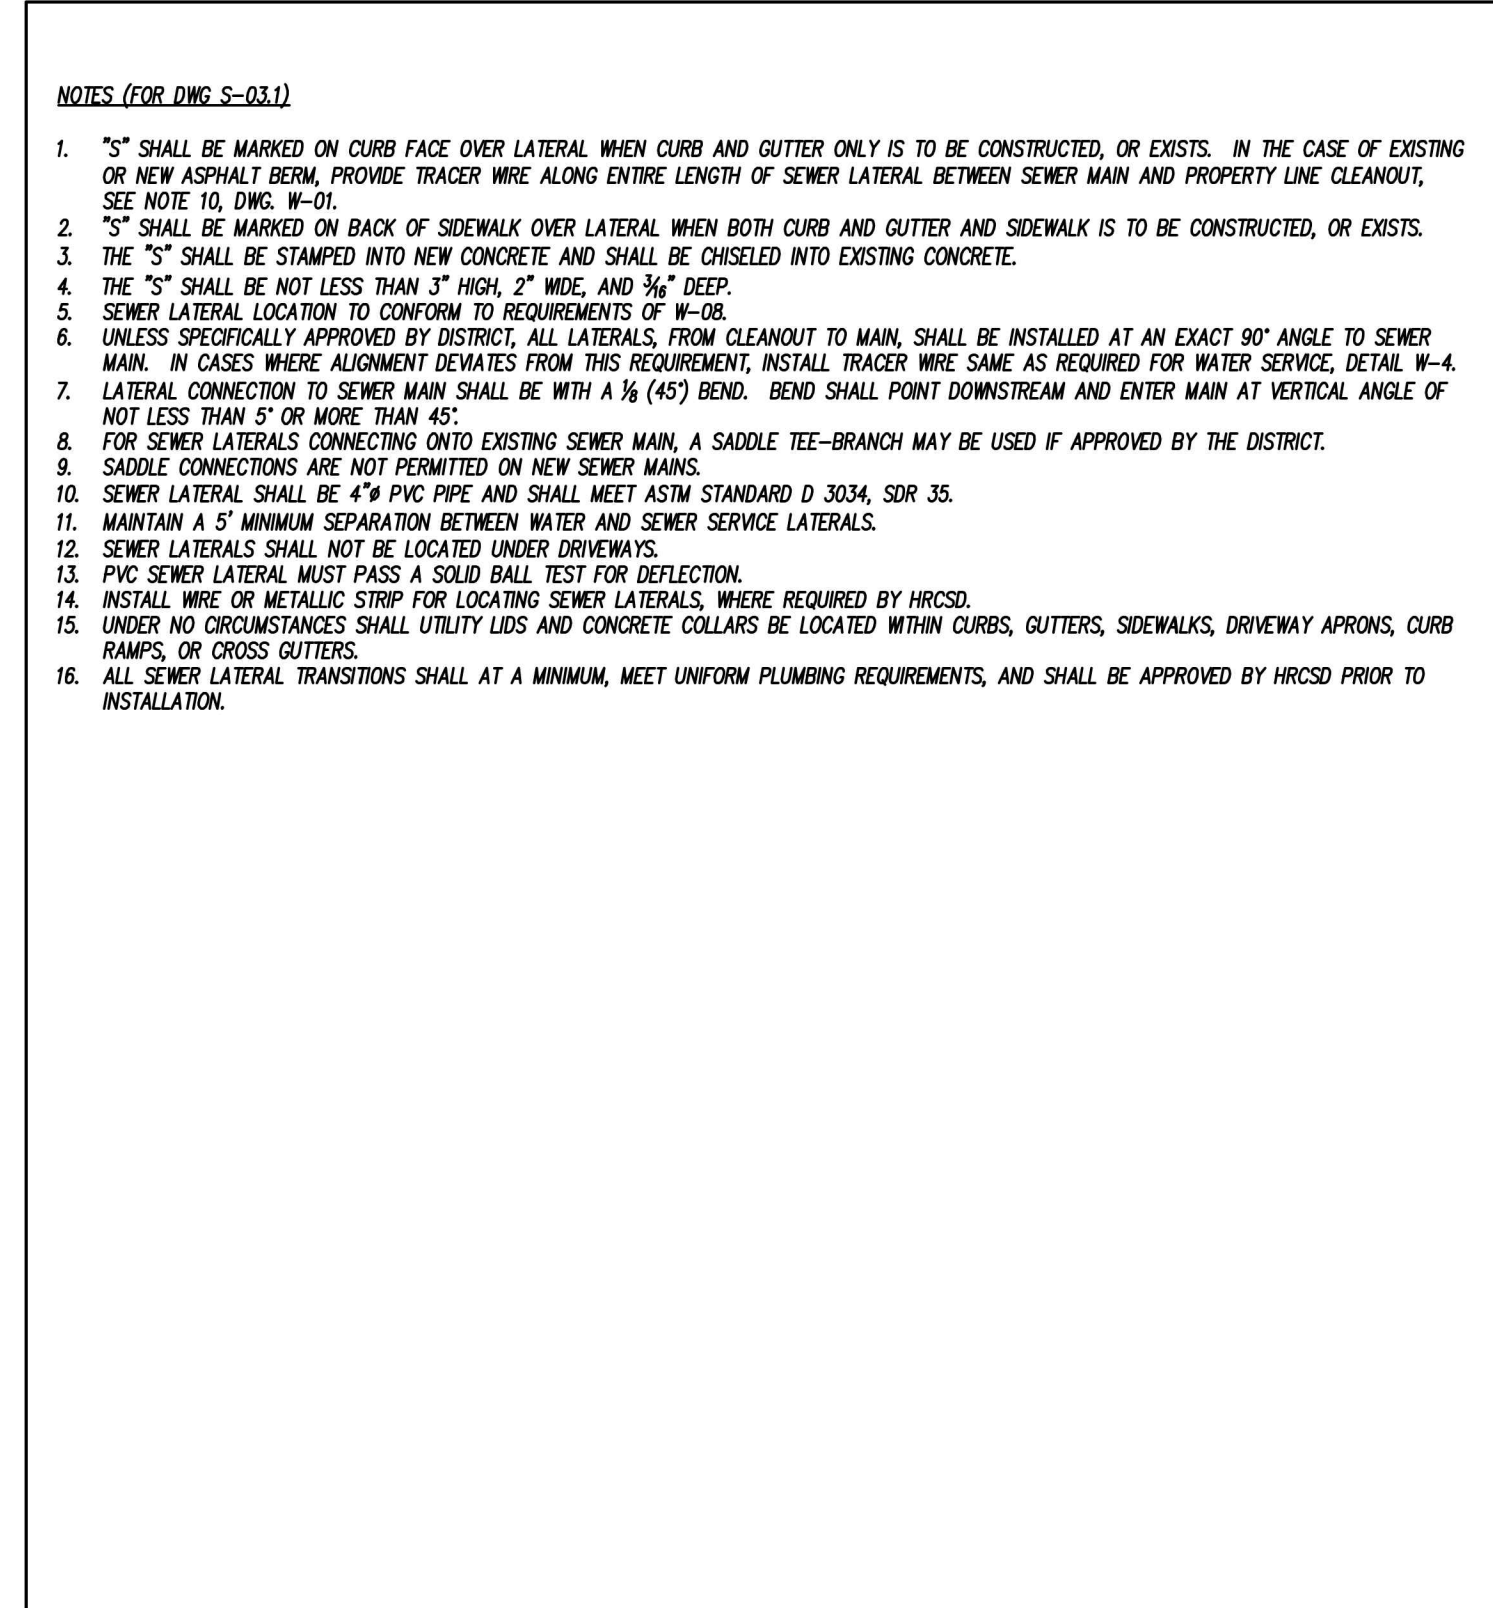 NOTES (FOR DWG S-03.1)
1. "S" SHALL BE MARKED ON CURB FACE OVER LATERAL WHEN CURB AND GUTTER ONLY IS TO BE CONSTRUCTED, OR EXISTS. IN THE CASE OF EXISTING
OR NEW ASPHALT BERM, PROVIDE TRACER WIRE ALONG ENTIRE LENGTH OF SEWER LATERAL BETWEEN SEWER MAIN AND PROPERTY LINE CLEANOUT,
SEE NOTE 10, DWG. W-01.
2. "S" SHALL BE MARKED ON BACK OF SIDEWALK OVER LATERAL WHEN BOTH CURB AND GUTTER AND SIDEWALK IS TO BE CONSTRUCTED, OR EXISTS.
3. THE "S" SHALL BE STAMPED INTO NEW CONCRETE AND SHALL BE CHISELED INTO EXISTING CONCRETE.
4. THE "S" SHALL BE NOT LESS THAN 3" HIGH, 2" WIDE, AND 3/16" DEEP.
5. SEWER LATERAL LOCATION TO CONFORM TO REQUIREMENTS OF W-08.
6. UNLESS SPECIFICALLY APPROVED BY DISTRICT, ALL LATERALS, FROM CLEANOUT TO MAIN, SHALL BE INSTALLED AT AN EXACT 90° ANGLE TO SEWER
MAIN. IN CASES WHERE ALIGNMENT DEVIATES FROM THIS REQUIREMENT, INSTALL TRACER WIRE SAME AS REQUIRED FOR WATER SERVICE, DETAIL W-4.
7. LATERAL CONNECTION TO SEWER MAIN SHALL BE WITH A 1/8 (45°) BEND. BEND SHALL POINT DOWNSTREAM AND ENTER MAIN AT VERTICAL ANGLE OF
NOT LESS THAN 5° OR MORE THAN 45°.
8. FOR SEWER LATERALS CONNECTING ONTO EXISTING SEWER MAIN, A SADDLE TEE-BRANCH MAY BE USED IF APPROVED BY THE DISTRICT.
9. SADDLE CONNECTIONS ARE NOT PERMITTED ON NEW SEWER MAINS.
10. SEWER LATERAL SHALL BE 4"ø PVC PIPE AND SHALL MEET ASTM STANDARD D 3034, SDR 35.
11. MAINTAIN A 5' MINIMUM SEPARATION BETWEEN WATER AND SEWER SERVICE LATERALS.
12. SEWER LATERALS SHALL NOT BE LOCATED UNDER DRIVEWAYS.
13. PVC SEWER LATERAL MUST PASS A SOLID BALL TEST FOR DEFLECTION.
14. INSTALL WIRE OR METALLIC STRIP FOR LOCATING SEWER LATERALS, WHERE REQUIRED BY HRCSD.
15. UNDER NO CIRCUMSTANCES SHALL UTILITY LIDS AND CONCRETE COLLARS BE LOCATED WITHIN CURBS, GUTTERS, SIDEWALKS, DRIVEWAY APRONS, CURB
RAMPS, OR CROSS GUTTERS.
16. ALL SEWER LATERAL TRANSITIONS SHALL AT A MINIMUM, MEET UNIFORM PLUMBING REQUIREMENTS, AND SHALL BE APPROVED BY HRCSD PRIOR TO
INSTALLATION.